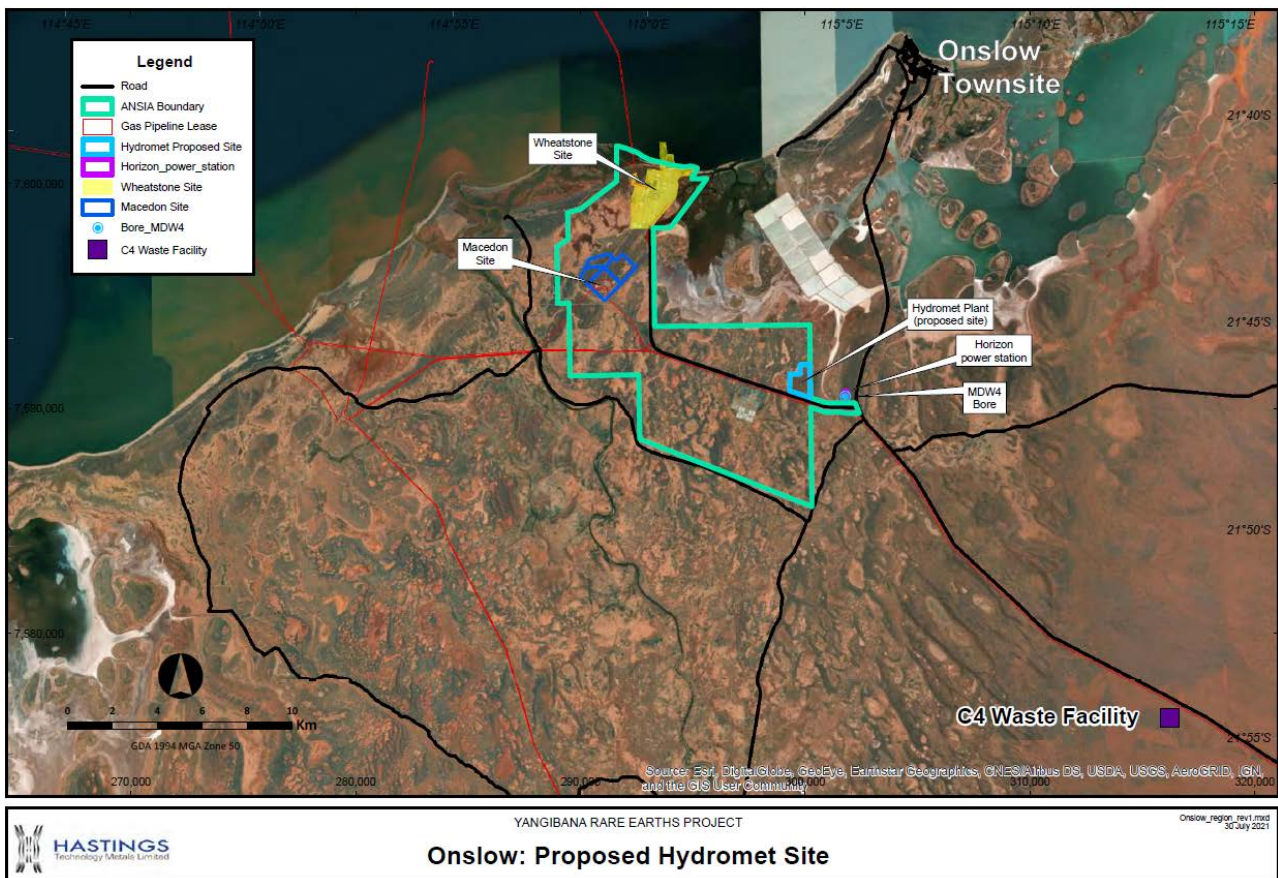 114°45'E
114°50'E
114°55'E
115°0'E
115°5'E
115°10'E
115°15'E
Legend
Road
ANSIA Boundary
Gas Pipeline Lease
Hydromet Proposed Site
Horizon_power_station
Wheatstone Site
Macedon Site
Bore_MDW4
C4 Waste Facility
Onslow
Townsite
21°40'S
Wheatstone
Site
7,600,000
Macedon
Site
Hydromet Plant
(proposed site)
21°45'S
Horizon
power station
MDW4
Bore
7,590,000
21°50'S
7,580,000
0 2 4 6 8 10
Km
GDA 1994 MGA Zone 50
C4 Waste Facility
21°55'S
270,000
280,000
290,000
300,000
310,000
320,000
Source: Esri, DigitalGlobe, GeoEye, Earthstar Geographics, CNES/Airbus DS, USDA, USGS, AeroGRID, IGN,
and the GIS User Community
HASTINGS
Technology Metals Limited
YANGIBANA RARE EARTHS PROJECT
Onslow: Proposed Hydromet Site
Onslow_region_rev1.mxd
30 July 2021